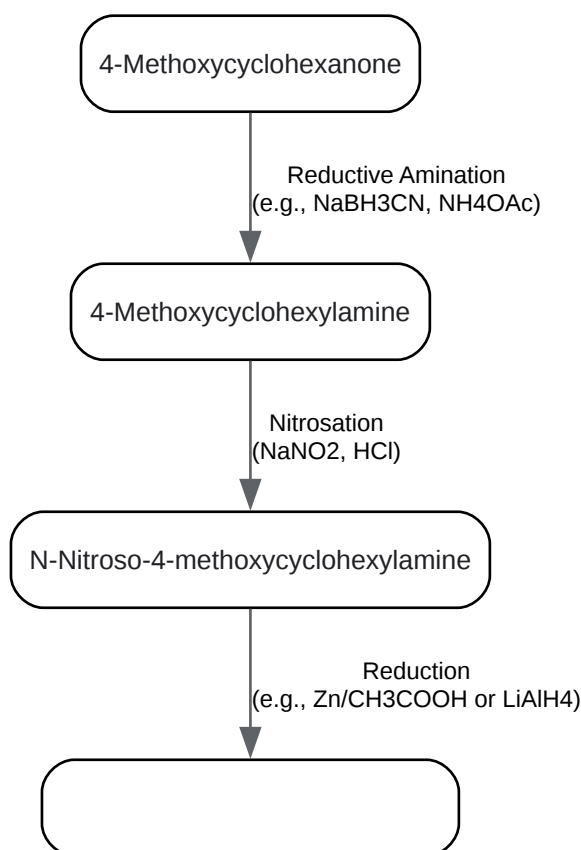 4-Methoxycyclohexanone
Reductive Amination
(e.g., NaBH3CN, NH4OAc)
4-Methoxycyclohexylamine
Nitrosation
(NaNO2, HCl)
N-Nitroso-4-methoxycyclohexylamine
Reduction
(e.g., Zn/CH3COOH or LiAlH4)